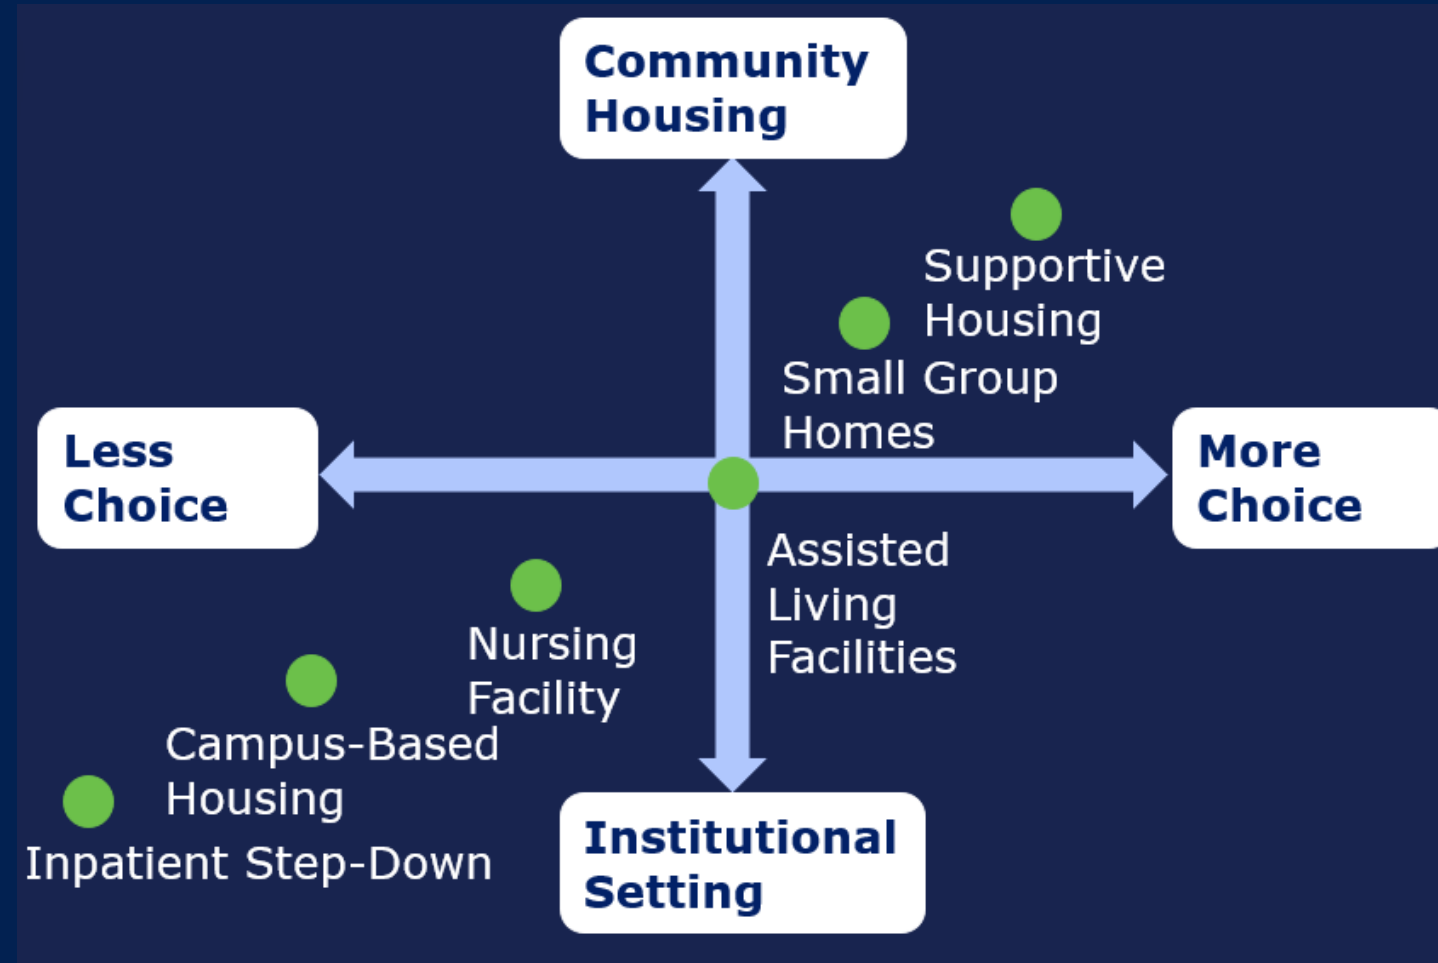 Community
Housing
Supportive
Housing
Small Group
Homes
Less
Choice
More
Choice
Assisted
Living
Facilities
Nursing
Facility
Campus-Based
Housing
Inpatient Step-Down
Institutional
Setting